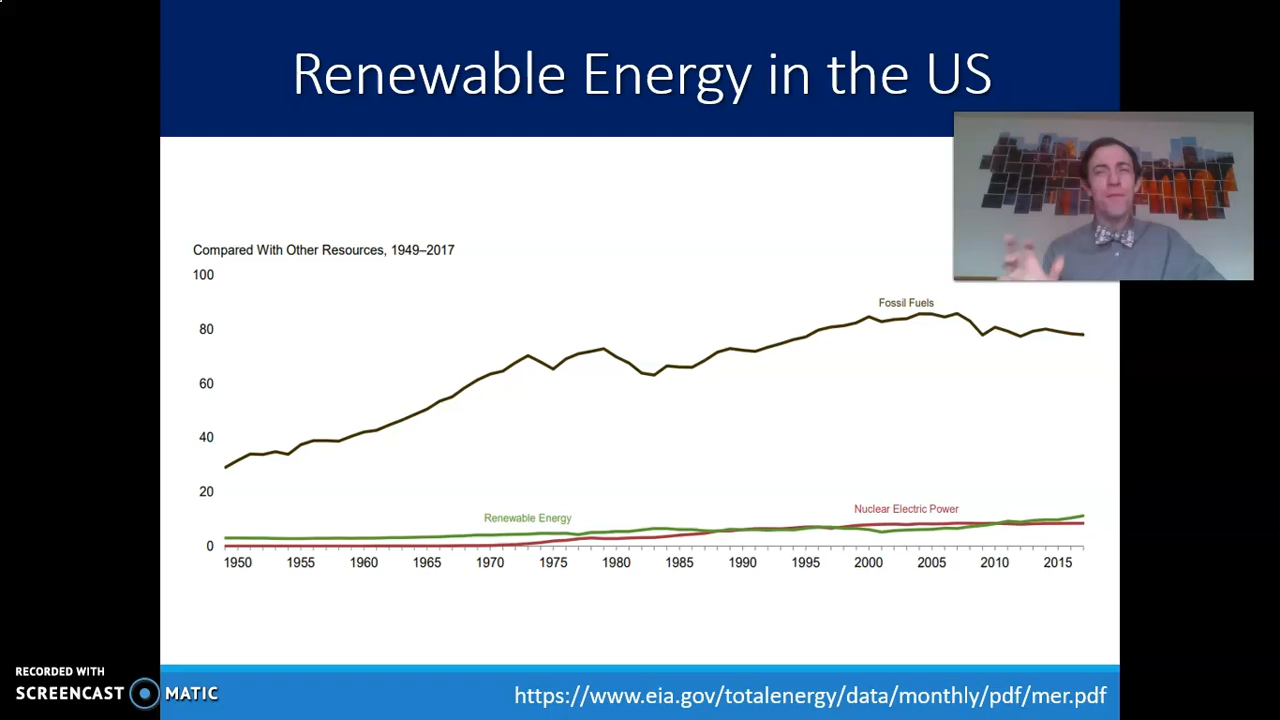 Renewable Energy in the US
Compared With Other Resources, 1949–2017
100
80
60
40
20
0
Fossil Fuels
Renewable Energy
Nuclear Electric Power
1950 1955 1960 1965 1970 1975 1980 1985 1990 1995 2000 2005 2010 2015
RECORDED WITH
SCREENCAST MATIC
https://www.eia.gov/totalenergy/data/monthly/pdf/mer.pdf